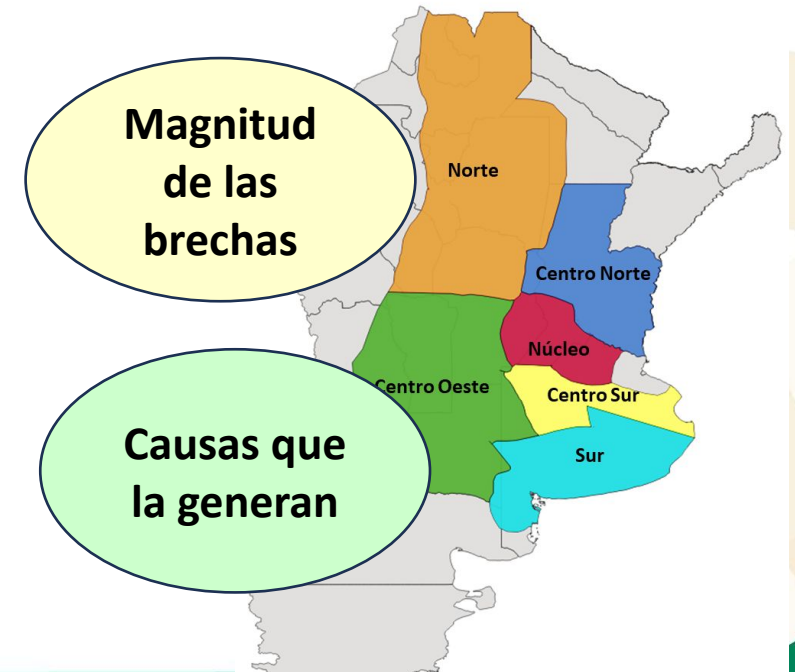 Magnitud
de las
brechas
Norte
Centro Norte
Núcleo
Centro Oeste
Centro Sur
Causas que
la generan
Sur